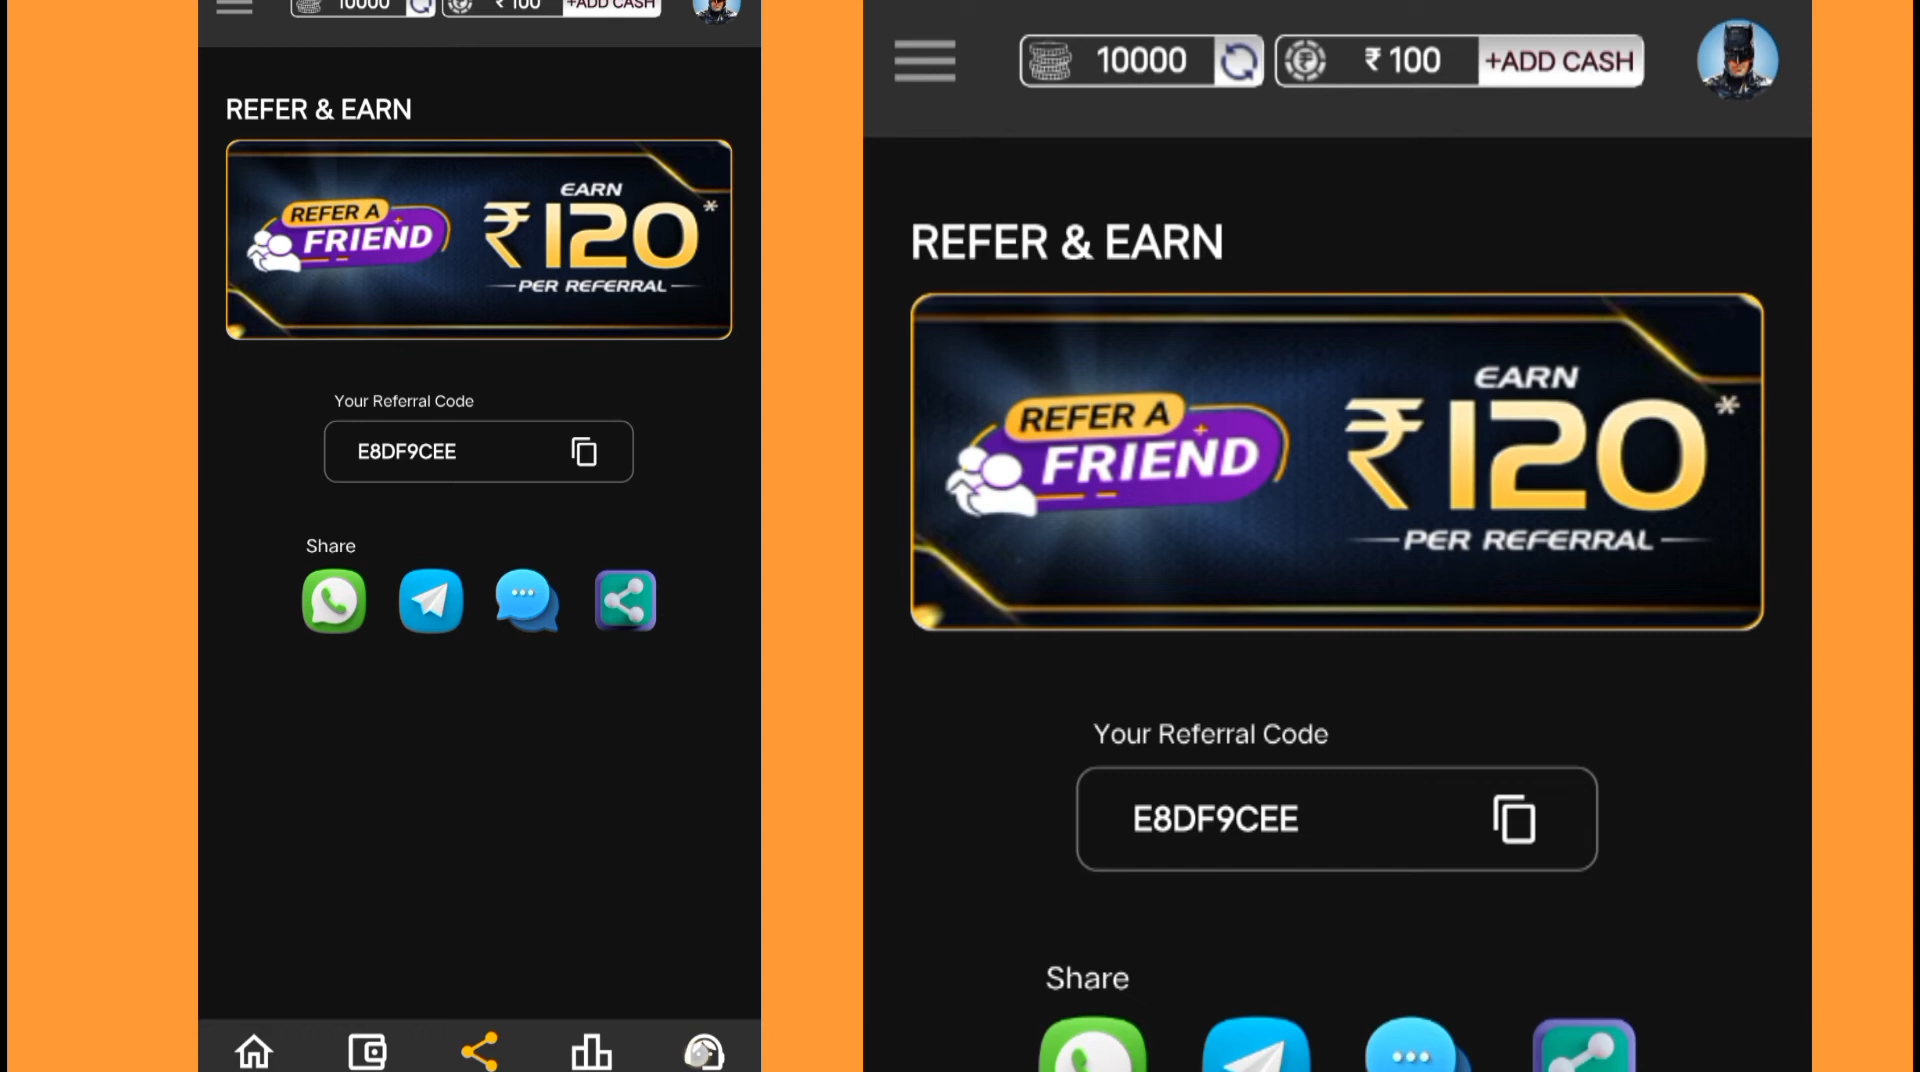 10000 ₹ 100 +ADD CASH
REFER & EARN
REFER A
FRIEND
EARN
₹120*
PER REFERRAL
Your Referral Code
E8DF9CEE
Share
10000 ₹ 100 +ADD CASH
REFER & EARN
REFER A
FRIEND
EARN
₹120*
PER REFERRAL
Your Referral Code
E8DF9CEE
Share